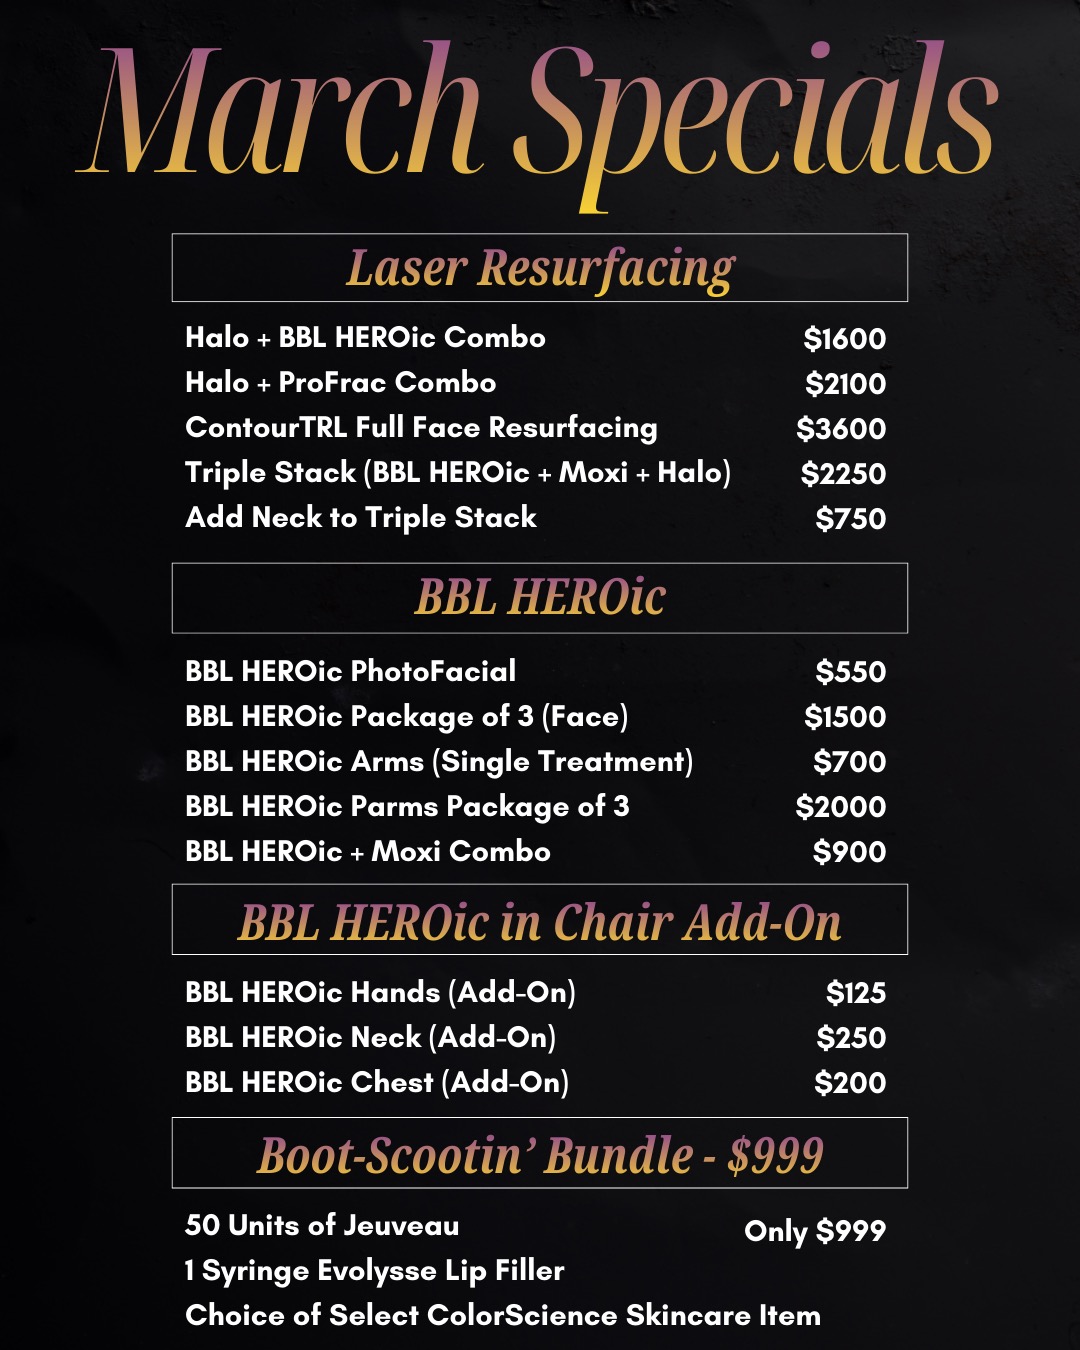 March Specials
Laser Resurfacing
Halo + BBL HEROic Combo $1600
Halo + ProFrac Combo $2100
ContourTRL Full Face Resurfacing $3600
Triple Stack (BBL HEROic + Moxi + Halo) $2250
Add Neck to Triple Stack $750
BBL HEROic
BBL HEROic PhotoFacial $550
BBL HEROic Package of 3 (Face) $1500
BBL HEROic Arms (Single Treatment) $700
BBL HEROic Parms Package of 3 $2000
BBL HEROic + Moxi Combo $900
BBL HEROic in Chair Add-On
BBL HEROic Hands (Add-On) $125
BBL HEROic Neck (Add-On) $250
BBL HEROic Chest (Add-On) $200
Boot-Scootin’ Bundle - $999
50 Units of Jeuveau Only $999
1 Syringe Evolysse Lip Filler
Choice of Select ColorScience Skincare Item